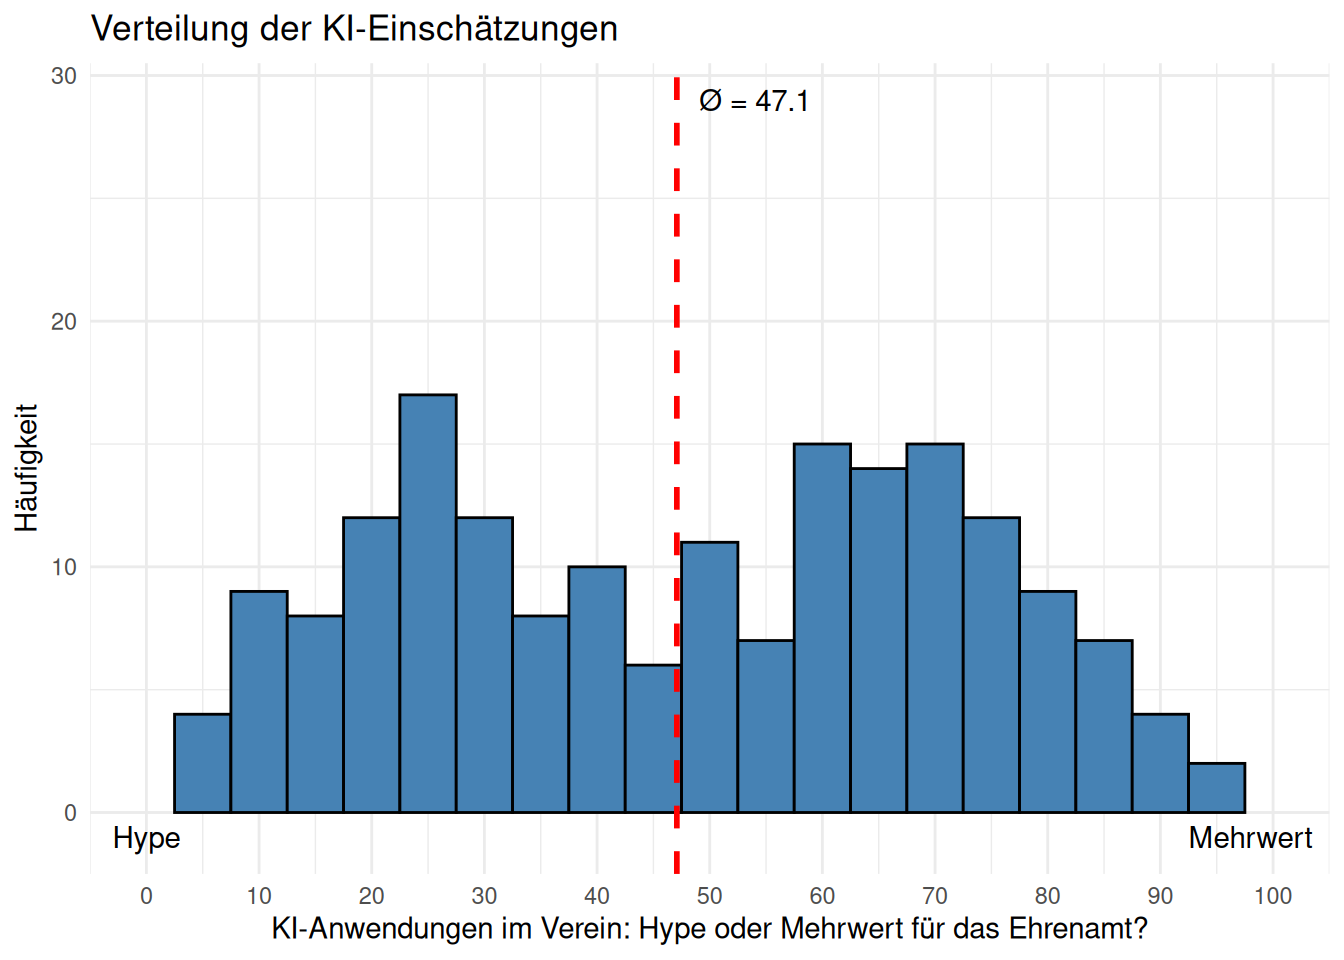 Verteilung der KI-Einschätzungen
30
Ø = 47.1
20
Häufigkeit
10
0
Hype Mehrwert
0 10 20 30 40 50 60 70 80 90 100
KI-Anwendungen im Verein: Hype oder Mehrwert für das Ehrenamt?